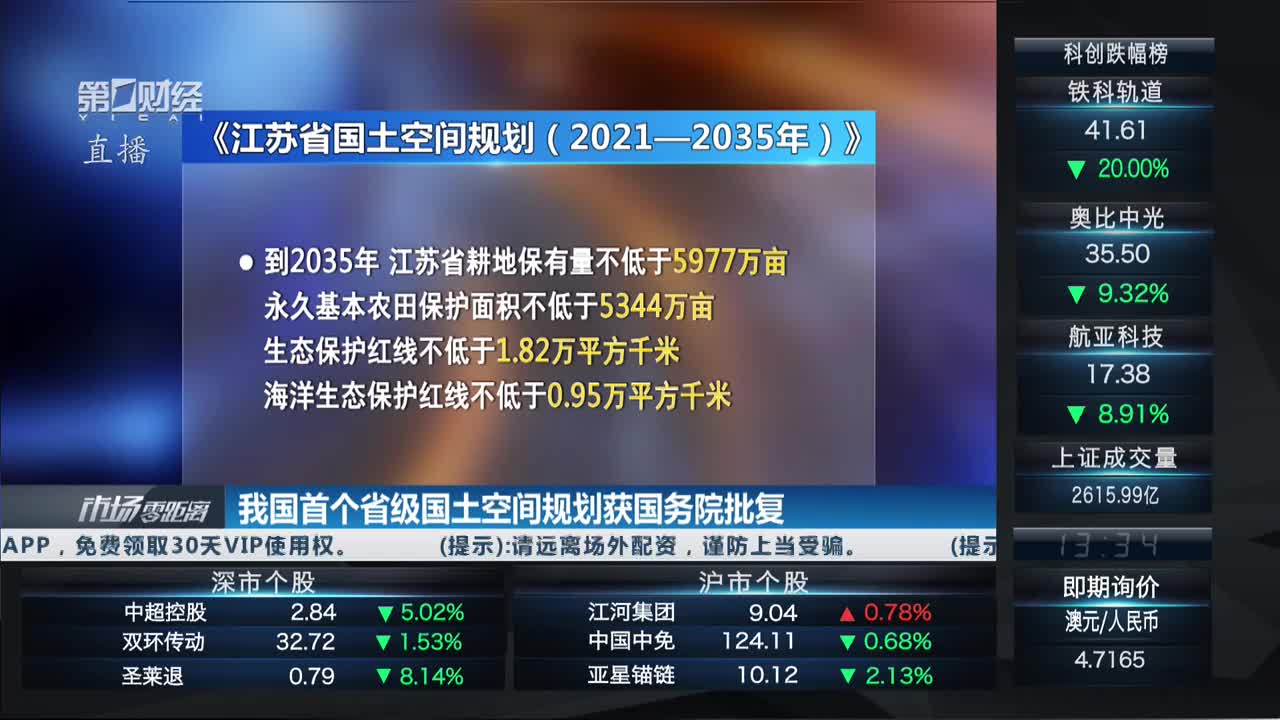 第一财经
YICAI
直播
《江苏省国土空间规划（2021—2035年）》
● 到2035年 江苏省耕地保有量不低于5977万亩
永久基本农田保护面积不低于5344万亩
生态保护红线不低于1.82万平方千米
海洋生态保护红线不低于0.95万平方千米
市场零距离
我国首个省级国土空间规划获国务院批复
APP，免费领取30天VIP使用权。 (提示):请远离场外配资，谨防上当受骗。 (提示
深市个股
中超控股 2.84 ▼5.02%
双环传动 32.72 ▼1.53%
圣莱退 0.79 ▼8.14%
沪市个股
江河集团 9.04 ▲0.78%
中国中免 124.11 ▼0.68%
亚星锚链 10.12 ▼2.13%
科创跌幅榜
铁科轨道
41.61
▼ 20.00%
奥比中光
35.50
▼ 9.32%
航亚科技
17.38
▼ 8.91%
上证成交量
2615.99亿
13:34
即期询价
澳元/人民币
4.7165